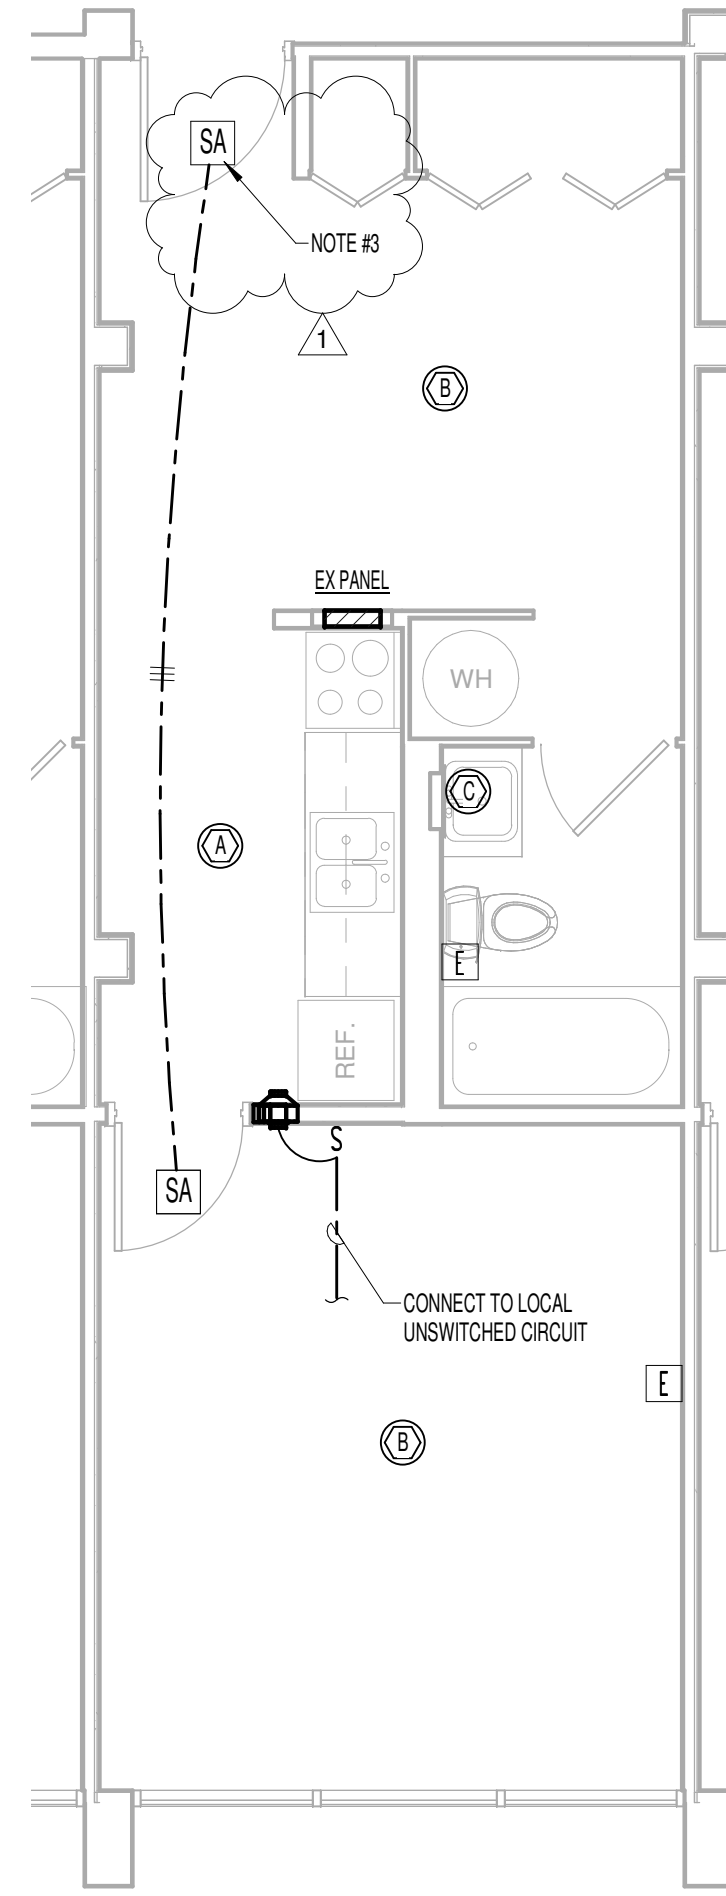 SA
NOTE #3
1
B
EX PANEL
WH
C
A
E
REF.
S
SA
CONNECT TO LOCAL
UNSWITCHED CIRCUIT
E
B